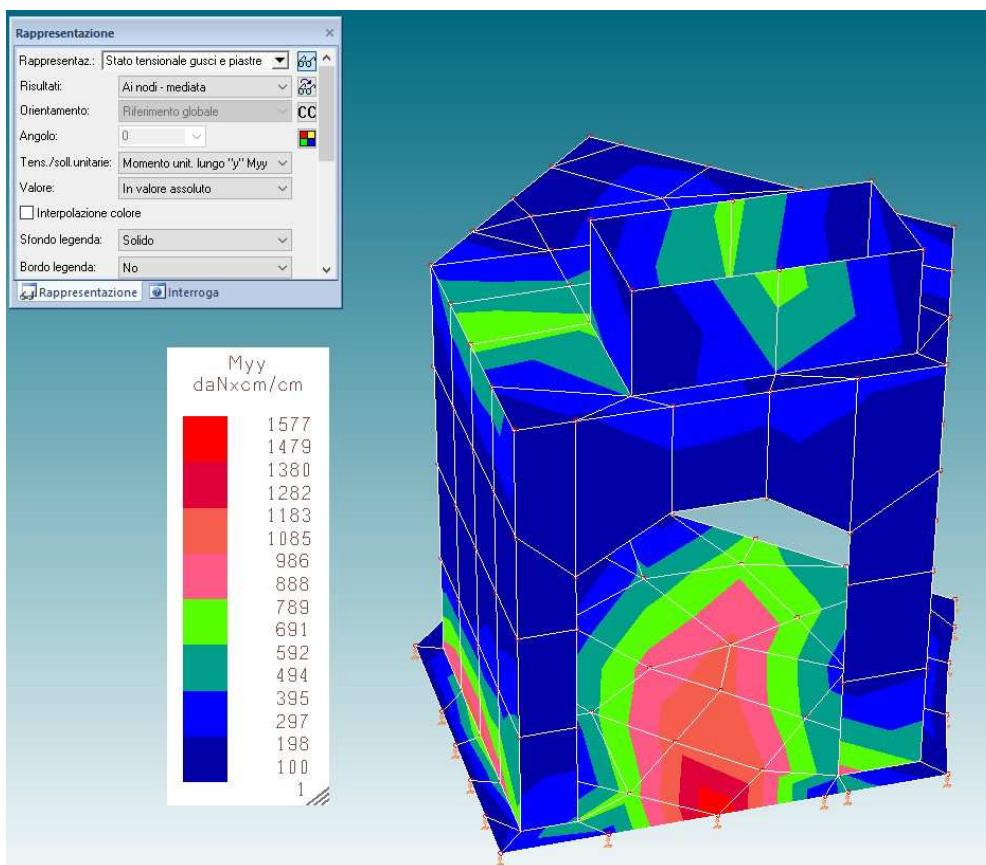 Rappresentazione
Rappresentaz.: Stato tensionale gusci e piastre
Risultati: Ai nodi - mediata
Orientamento: Riferimento globale CC
Angolo: 0
Tens./soll.unitarie: Momento unit. lungo "y" Myy
Valore: In valore assoluto
Interpolazione colore
Sfondo legenda: Solido
Bordo legenda: No
Rappresentazione Interroga
Myy
daNxcm/cm
1577
1479
1380
1282
1183
1085
986
888
789
691
592
494
395
297
198
100
1